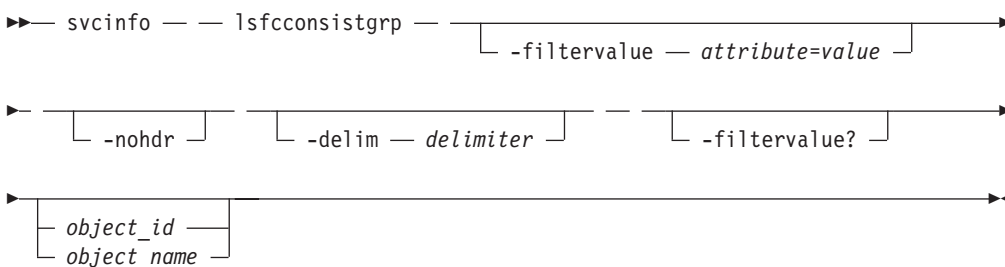 svcinfo lsfcconsistgrp
-filtervalue attribute=value
-nohdr -delim delimiter -filtervalue?
object_id
object_name